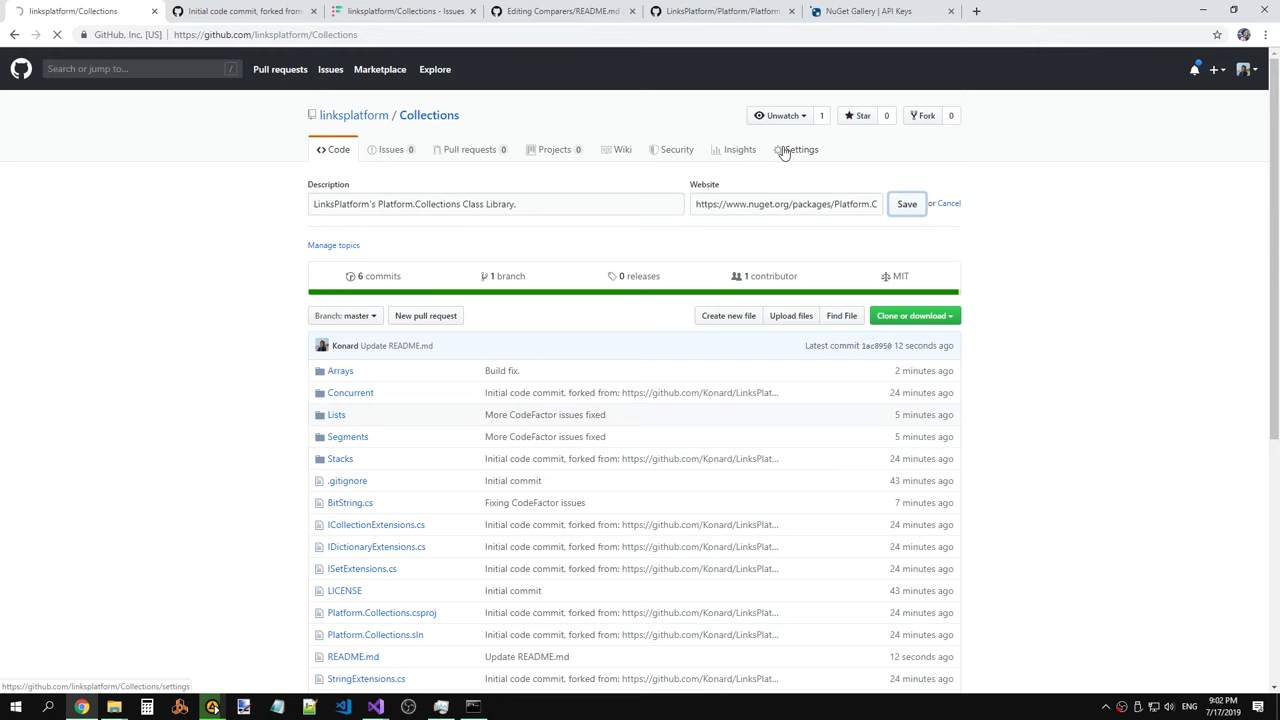 linksplatform/Collections
Initial code commit, forked from:
linksplatform/Collections - Issues
Editing Comparers/README.md
LinksPlatform/Platform/Platform
NuGet Gallery | API Keys
GitHub, Inc. [US] https://github.com/linksplatform/Collections
Search or jump to... /
Pull requests Issues Marketplace Explore
linksplatform / Collections
Unwatch 1 Star 0 Fork 0
Code Issues 0 Pull requests 0 Projects 0 Wiki Security Insights Settings
Description Website
LinksPlatform's Platform.Collections Class Library. https://www.nuget.org/packages/Platform.C Save or Cancel
Manage topics
6 commits 1 branch 0 releases 1 contributor MIT
Branch: master New pull request Create new file Upload files Find File Clone or download
Konard Update README.md Latest commit 1ac8950 12 seconds ago
Arrays Build fix. 2 minutes ago
Concurrent Initial code commit, forked from: https://github.com/Konard/LinksPlat... 24 minutes ago
Lists More CodeFactor issues fixed 5 minutes ago
Segments More CodeFactor issues fixed 5 minutes ago
Stacks Initial code commit, forked from: https://github.com/Konard/LinksPlat... 24 minutes ago
.gitignore Initial commit 43 minutes ago
BitString.cs Fixing CodeFactor issues 7 minutes ago
ICollectionExtensions.cs Initial code commit, forked from: https://github.com/Konard/LinksPlat... 24 minutes ago
IDictionaryExtensions.cs Initial code commit, forked from: https://github.com/Konard/LinksPlat... 24 minutes ago
ISetExtensions.cs Initial code commit, forked from: https://github.com/Konard/LinksPlat... 24 minutes ago
LICENSE Initial commit 43 minutes ago
Platform.Collections.csproj Initial code commit, forked from: https://github.com/Konard/LinksPlat... 24 minutes ago
Platform.Collections.sln Initial code commit, forked from: https://github.com/Konard/LinksPlat... 24 minutes ago
README.md Update README.md 12 seconds ago
StringExtensions.cs Initial code commit, forked from: https://github.com/Konard/LinksPlat... 24 minutes ago
https://github.com/linksplatform/Collections/settings
ENG 9:02 PM
7/17/2019